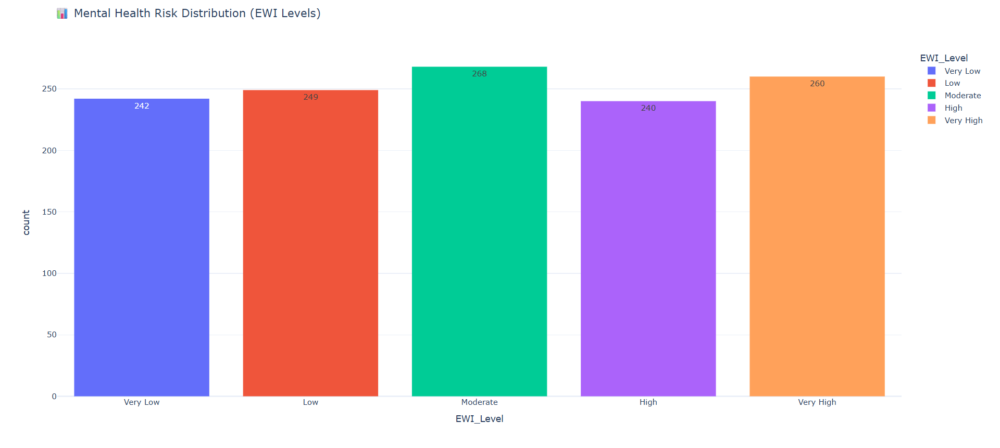 📊 Mental Health Risk Distribution (EWI Levels)
count
250
200
150
100
50
0
242
249
268
240
260
Very Low
Low
Moderate
High
Very High
EWI_Level
EWI_Level
Very Low
Low
Moderate
High
Very High